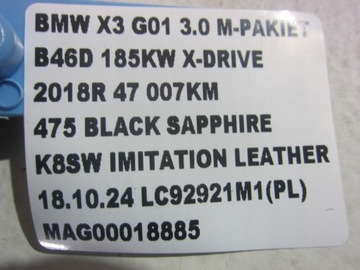 BMW X3 G01 3.0 M-PAKIET
B46D 185KW X-DRIVE
2018R 47 007KM
475 BLACK SAPPHIRE
K8SW IMITATION LEATHER
18.10.24 LC92921M1(PL)
MAG00018885